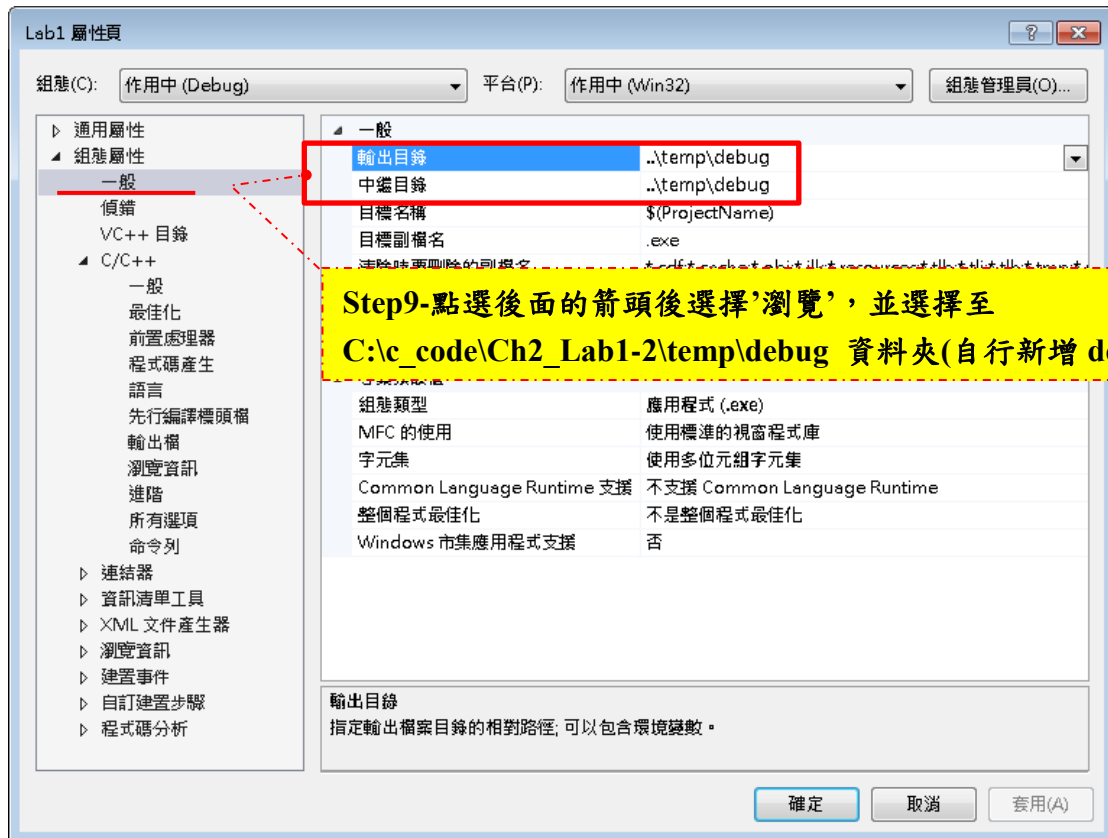 Lab1 屬性頁
組態(C): 作用中 (Debug) 平台(P): 作用中 (Win32) 組態管理員(O)...
通用屬性
組態屬性
一般
偵錯
VC++ 目錄
C/C++
一般
最佳化
前置處理器
程式碼產生
語言
先行編譯標頭檔
輸出檔
瀏覽資訊
進階
所有選項
命令列
連結器
資訊清單工具
XML 文件產生器
瀏覽資訊
建置事件
自訂建置步驟
程式碼分析
一般
輸出目錄 ..\temp\debug
中繼目錄 ..\temp\debug
目標名稱 $(ProjectName)
目標副檔名 .exe
清除時要刪除的副檔名
Step9-點選後面的箭頭後選擇’瀏覽’，並選擇至
C:\c_code\Ch2_Lab1-2\temp\debug 資料夾(自行新增 de
組態類型 應用程式 (.exe)
MFC 的使用 使用標準的視窗程式庫
字元集 使用多位元組字元集
Common Language Runtime 支援 不支援 Common Language Runtime
整個程式最佳化 不是整個程式最佳化
Windows 市集應用程式支援 否
輸出目錄
指定輸出檔案目錄的相對路徑; 可以包含環境變數。
確定 取消 套用(A)